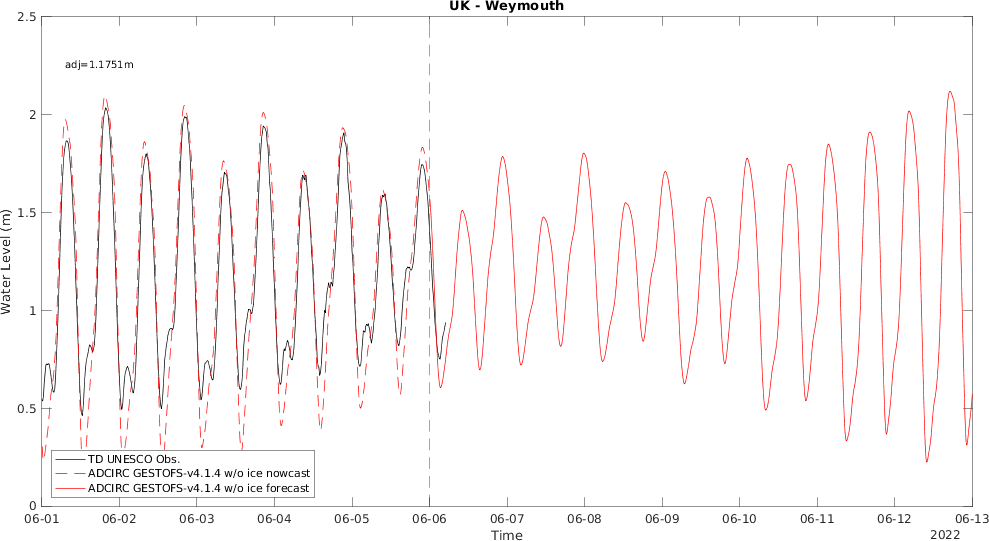 UK - Weymouth
adj=1.1751m
Water Level (m)
2.5
2
1.5
1
0.5
0
TD UNESCO Obs.
ADCIRC GESTOFS-v4.1.4 w/o ice nowcast
ADCIRC GESTOFS-v4.1.4 w/o ice forecast
06-01 06-02 06-03 06-04 06-05 06-06 06-07 06-08 06-09 06-10 06-11 06-12 06-13
Time
2022